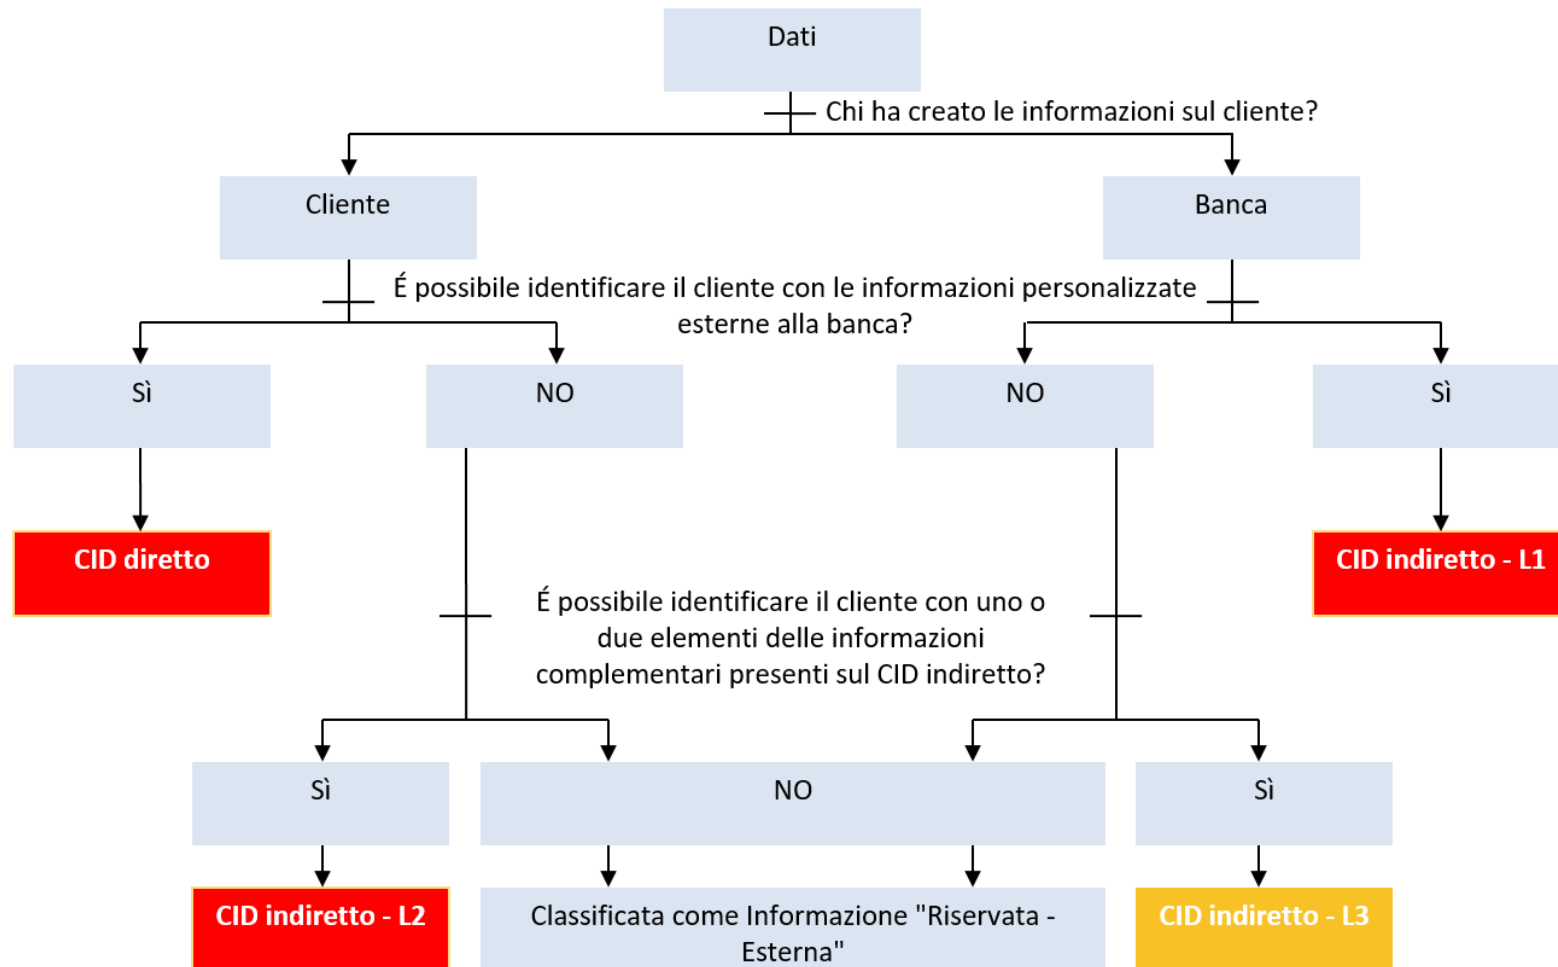 Dati
Chi ha creato le informazioni sul cliente?
Cliente
Banca
É possibile identificare il cliente con le informazioni personalizzate
esterne alla banca?
Sì
NO
NO
Sì
CID diretto
CID indiretto - L1
É possibile identificare il cliente con uno o
due elementi delle informazioni
complementari presenti sul CID indiretto?
Sì
NO
Sì
CID indiretto - L2
Classificata come Informazione "Riservata -
Esterna"
CID indiretto - L3